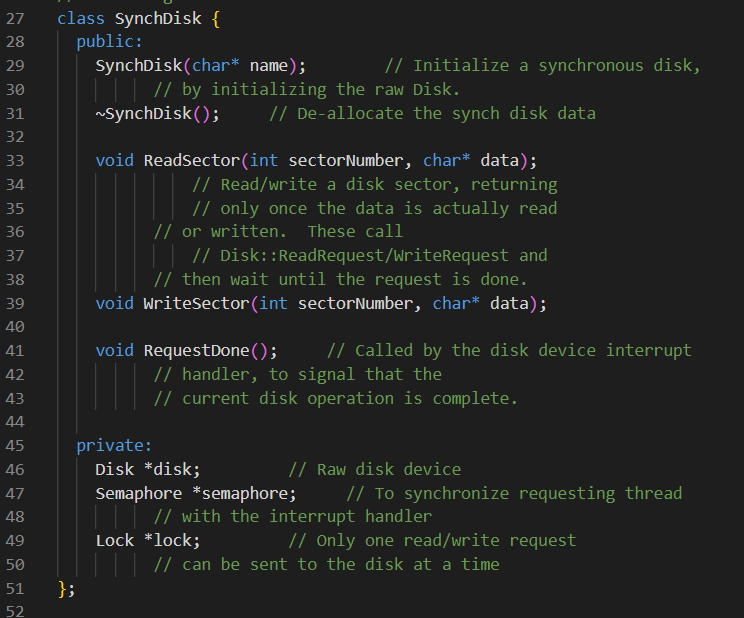 27 class SynchDisk {
28 public:
29 SynchDisk(char* name); // Initialize a synchronous disk,
30 // by initializing the raw Disk.
31 ~SynchDisk(); // De-allocate the synch disk data
32
33 void ReadSector(int sectorNumber, char* data);
34 // Read/write a disk sector, returning
35 // only once the data is actually read
36 // or written.  These call
37 // Disk::ReadRequest/WriteRequest and
38 // then wait until the request is done.
39 void WriteSector(int sectorNumber, char* data);
40
41 void RequestDone(); // Called by the disk device interrupt
42 // handler, to signal that the
43 // current disk operation is complete.
44
45 private:
46 Disk *disk; // Raw disk device
47 Semaphore *semaphore; // To synchronize requesting thread
48 // with the interrupt handler
49 Lock *lock; // Only one read/write request
50 // can be sent to the disk at a time
51 };
52